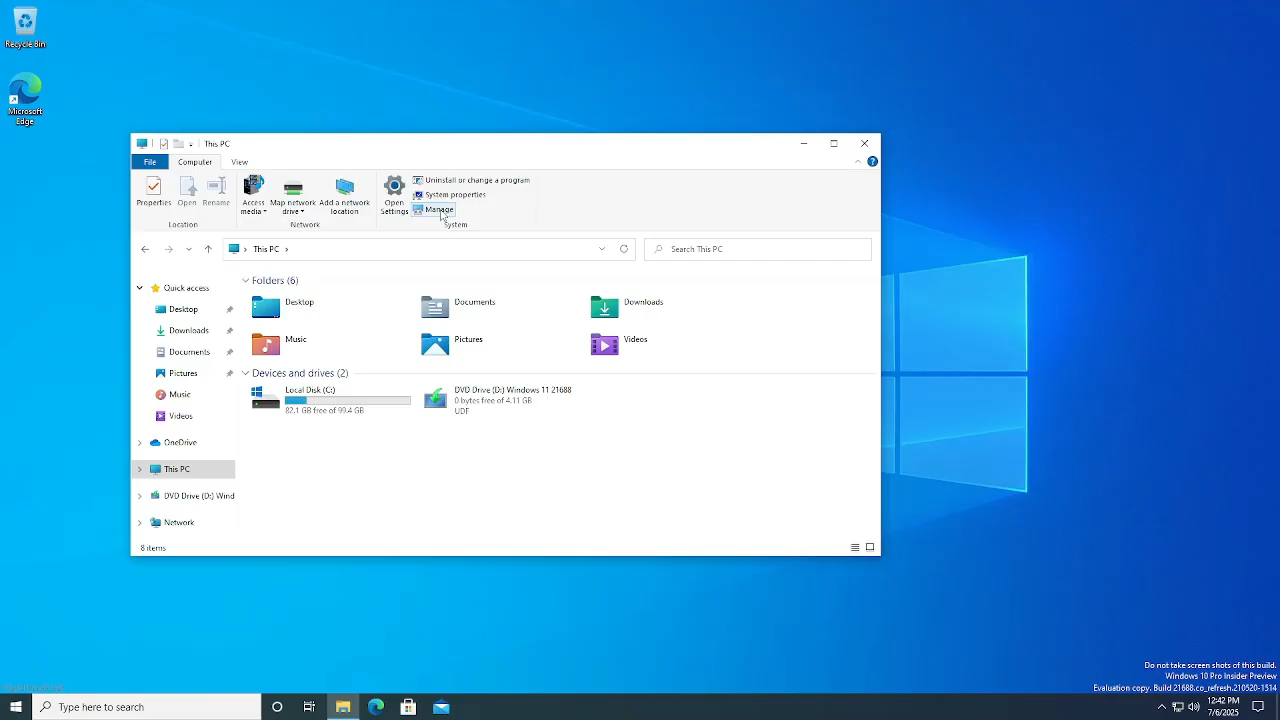 Recycle Bin
Microsoft
Edge
This PC
File
Computer
View
Properties
Open
Rename
Location
Access
media
Map network
drive
Add a network
location
Network
Open
Settings
Uninstall or change a program
System properties
Manage
System
This PC
Search This PC
Quick access
Desktop
Downloads
Documents
Pictures
Music
Videos
OneDrive
This PC
DVD Drive (D:) Wind
Network
Folders (6)
Desktop
Documents
Downloads
Music
Pictures
Videos
Devices and drives (2)
Local Disk (C:)
82.1 GB free of 99.4 GB
DVD Drive (D:) Windows 11 21688
0 bytes free of 4.11 GB
UDF
8 items
Do not take screen shots of this build.
Windows 10 Pro Insider Preview
Evaluation copy. Build 21688.co_refresh.210520-1514
Type here to search
12:42 PM
7/6/2025